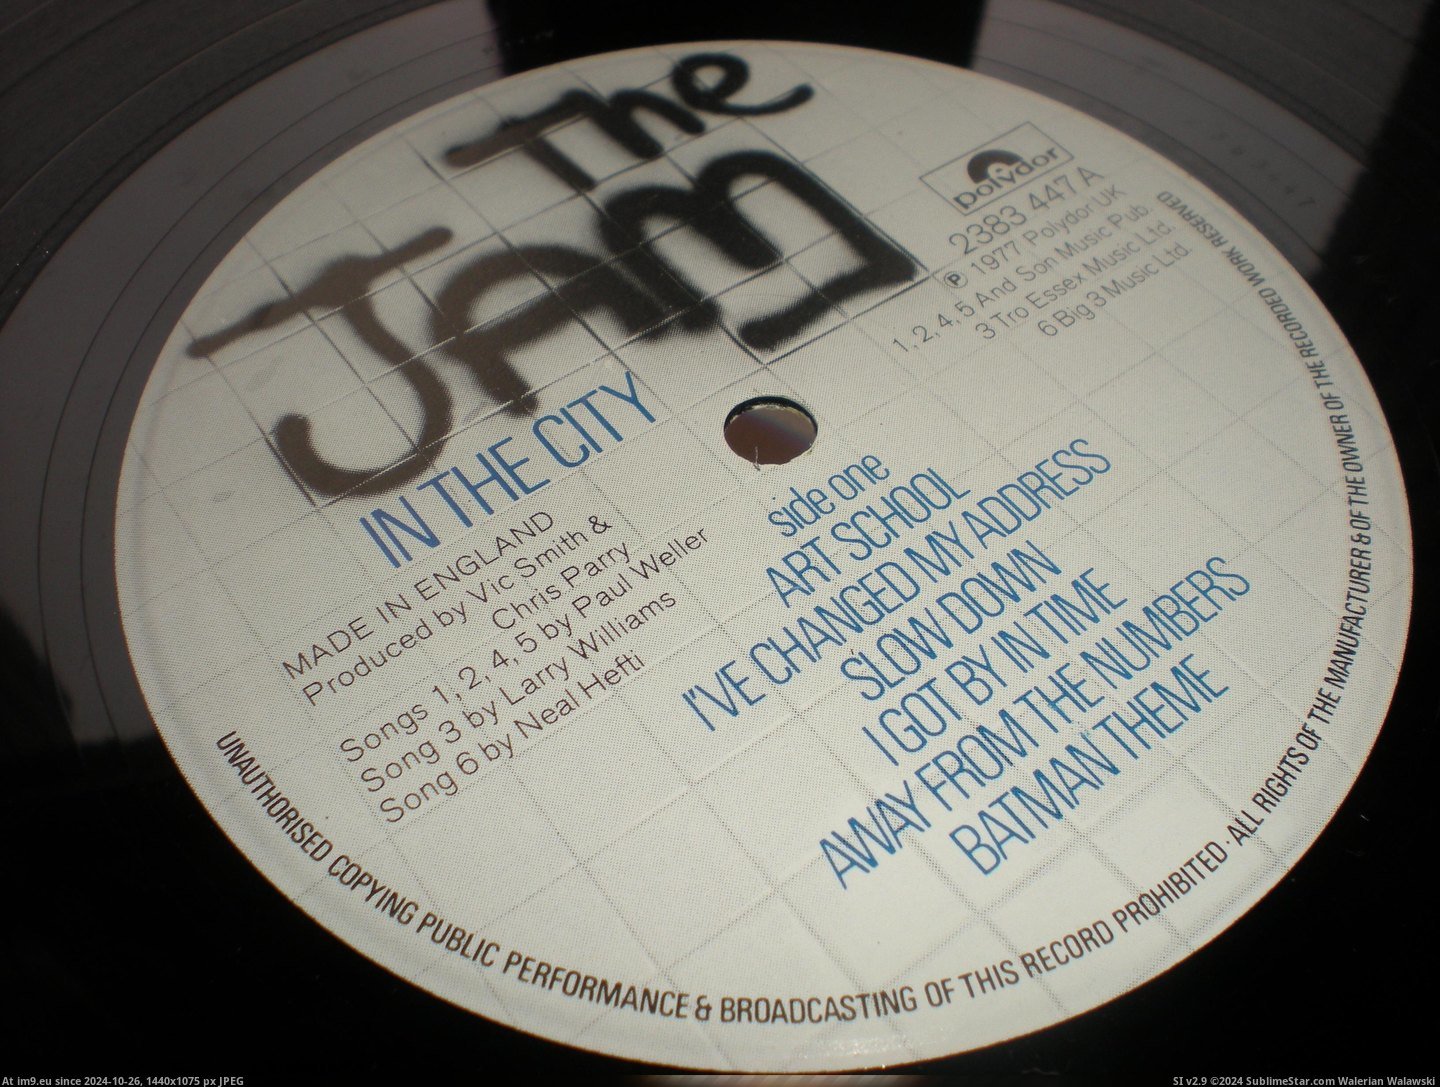 The
JAM
polydor
2383 447 A
Ⓟ 1977 Polydor UK
1, 2, 4, 5 And Son Music Pub.
3 Tro Essex Music Ltd.
6 Big 3 Music Ltd.
IN THE CITY
MADE IN ENGLAND
Produced by Vic Smith &
Chris Parry
Songs 1, 2, 4, 5 by Paul Weller
Song 3 by Larry Williams
Song 6 by Neal Hefti
side one
ART SCHOOL
I'VE CHANGED MY ADDRESS
SLOW DOWN
I GOT BY IN TIME
AWAY FROM THE NUMBERS
BATMAN THEME
UNAUTHORISED COPYING PUBLIC PERFORMANCE & BROADCASTING OF THIS RECORD PROHIBITED · ALL RIGHTS OF THE MANUFACTURER & OF THE OWNER OF THE RECORDED WORK RESERVED
At im9.eu since 2024-10-26, 1440x1075 px JPEG
SI v2.9 ©2024 SublimeStar.com Walerian Walawski